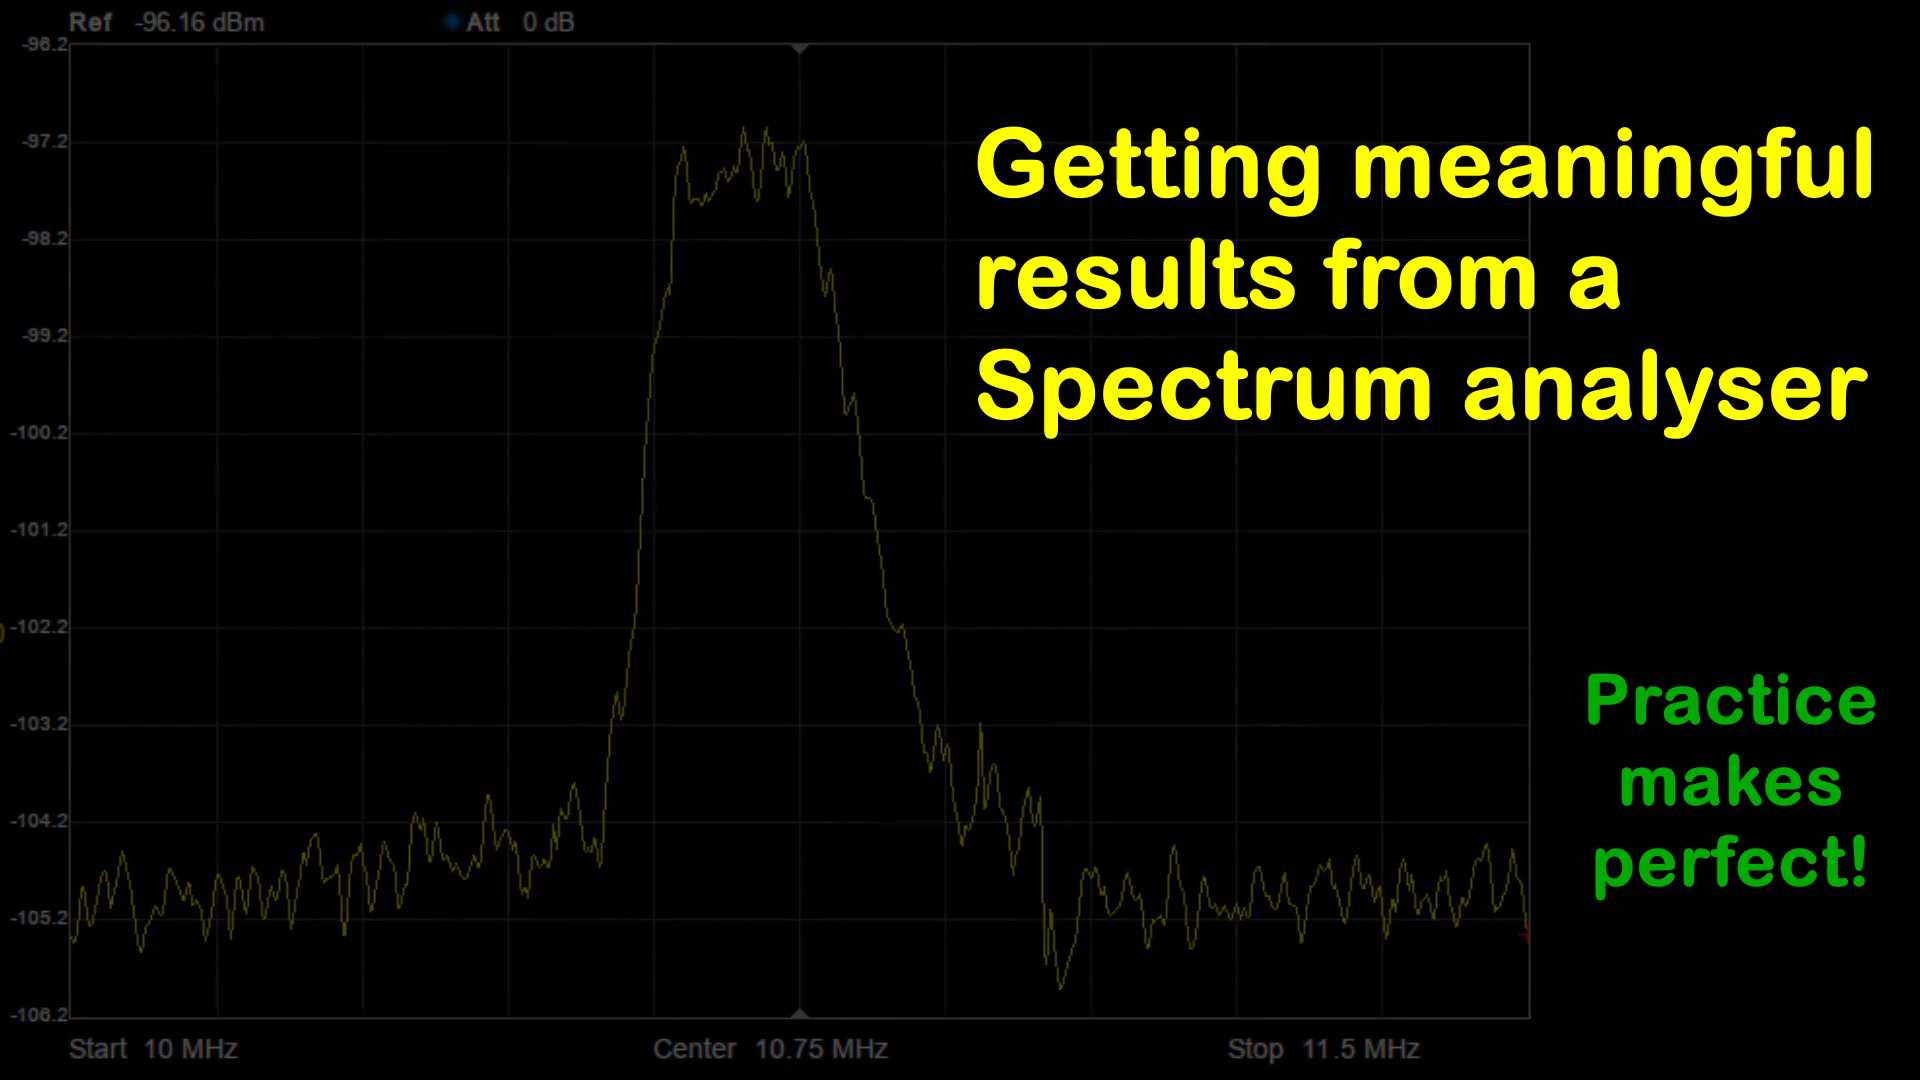 Ref -96.16 dBm Att 0 dB
-96.2
-97.2
-98.2
-99.2
-100.2
-101.2
-102.2
-103.2
-104.2
-105.2
-106.2
Start 10 MHz Center 10.75 MHz Stop 11.5 MHz
Getting meaningful
results from a
Spectrum analyser
Practice
makes
perfect!